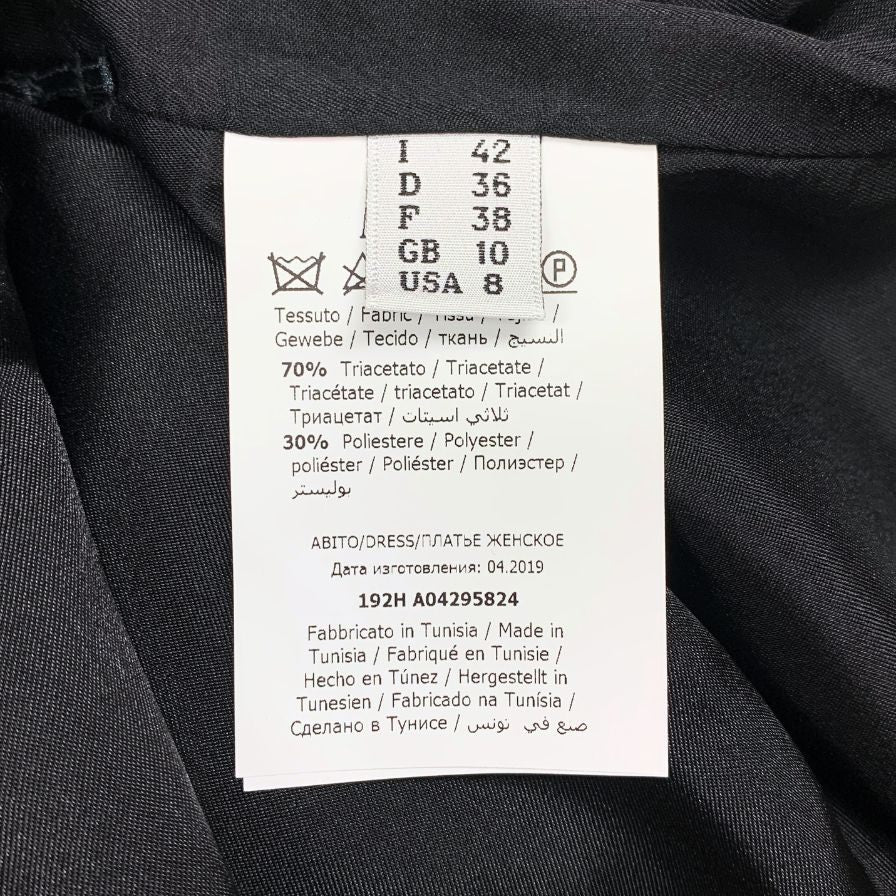 I 42
D 36
F 38
GB 10
USA 8
P
Tessuto / Fabric / /
Gewebe / Tecido / ткань / النسيج
70% Triacetato / Triacetate /
Triacétate / triacetato / Triacetat /
Триацетат / ثلاثي اسيتات
30% Poliestere / Polyester /
poliéster / Poliéster / Полиэстер /
بوليستر
ABITO/DRESS/ПЛАТЬЕ ЖЕНСКОЕ
Дата изготовления: 04.2019
192H A04295824
Fabbricato in Tunisia / Made in
Tunisia / Fabriqué en Tunisie /
Hecho en Túnez / Hergestellt in
Tunesien / Fabricado na Tunísia /
Сделано в Тунисе / صنع في تونس